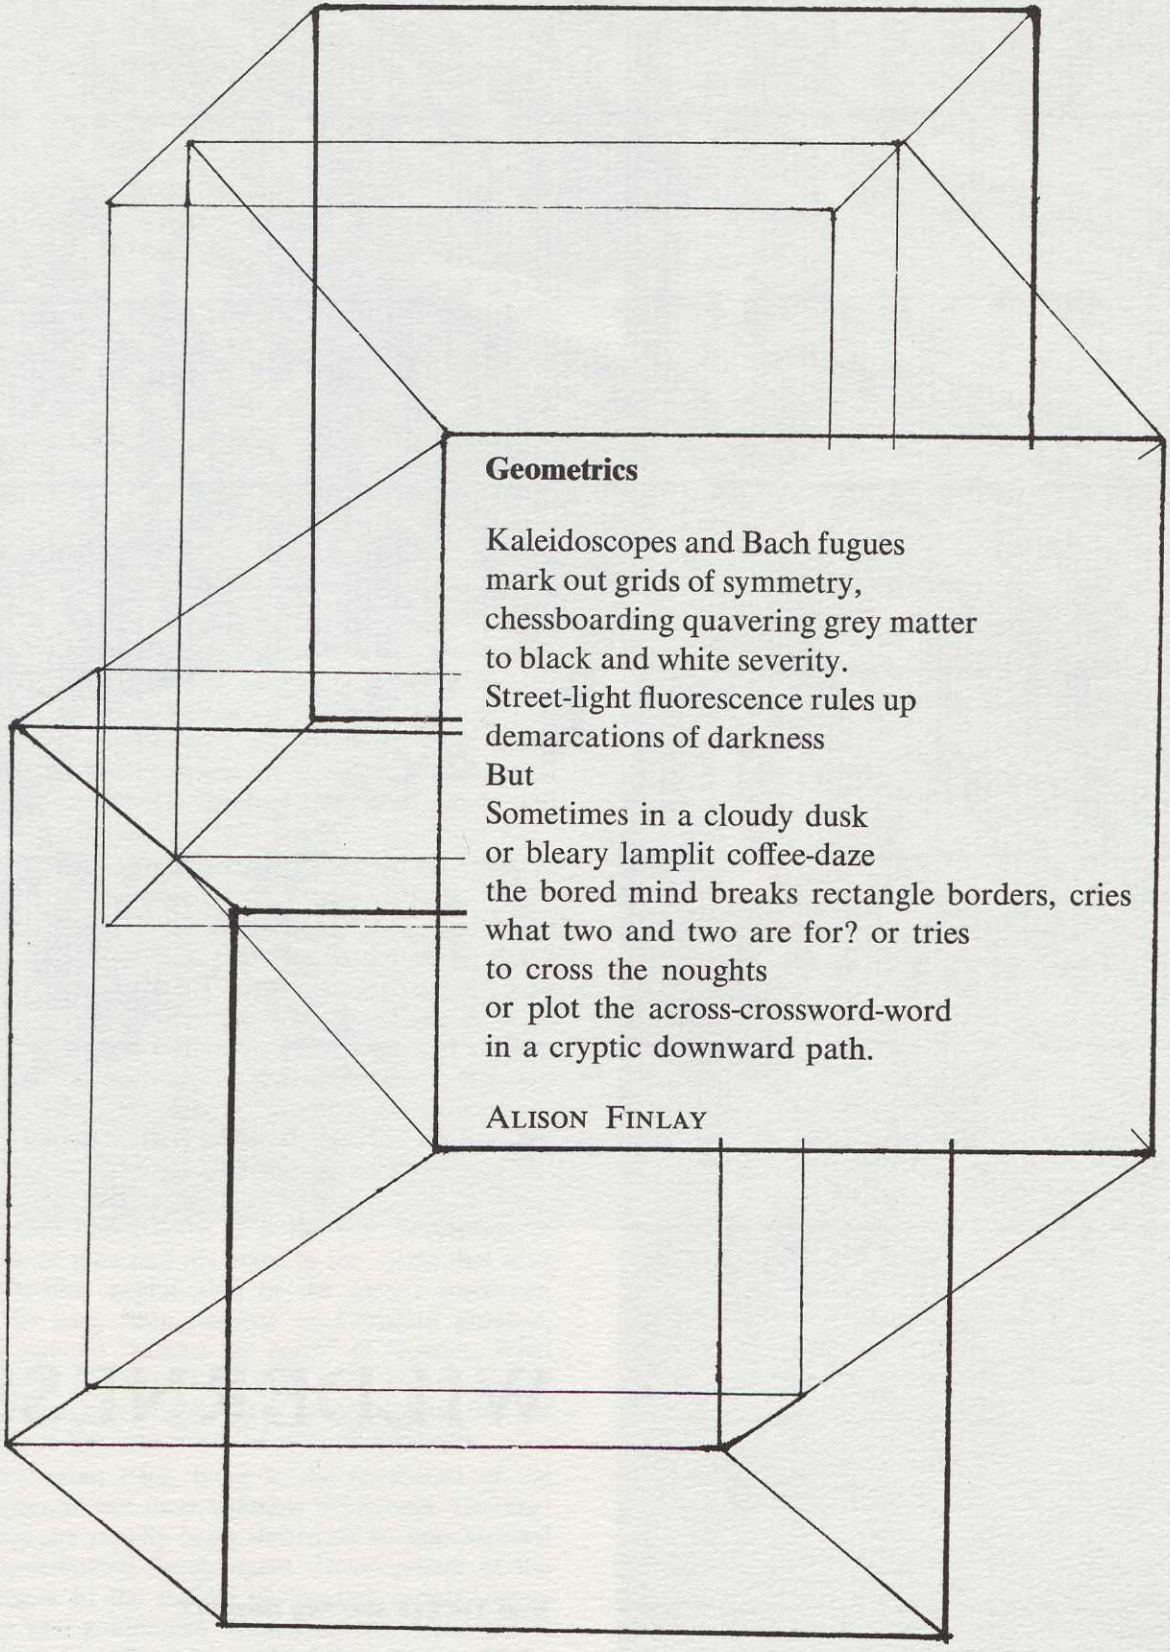 Geometrics
Kaleidoscopes and Bach fugues
mark out grids of symmetry,
chessboarding quavering grey matter
to black and white severity.
Street-light fluorescence rules up
demarcations of darkness
But
Sometimes in a cloudy dusk
or bleary lamplit coffee-daze
the bored mind breaks rectangle borders, cries
what two and two are for? or tries
to cross the noughts
or plot the across-crossword-word
in a cryptic downward path.
ALISON FINLAY